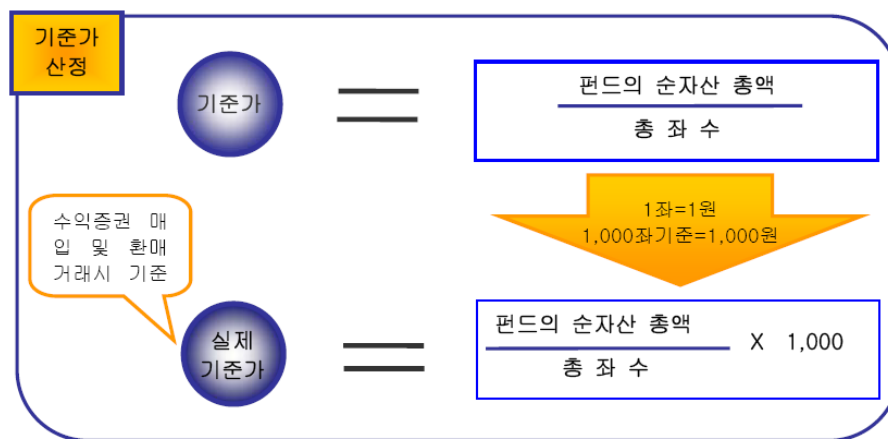 기준가
산정
기준가
펀드의 순자산 총액
총 좌 수
1좌=1원
1,000좌기준=1,000원
수익증권 매
입 및 환매
거래시 기준
실제
기준가
펀드의 순자산 총액
총 좌 수
X 1,000